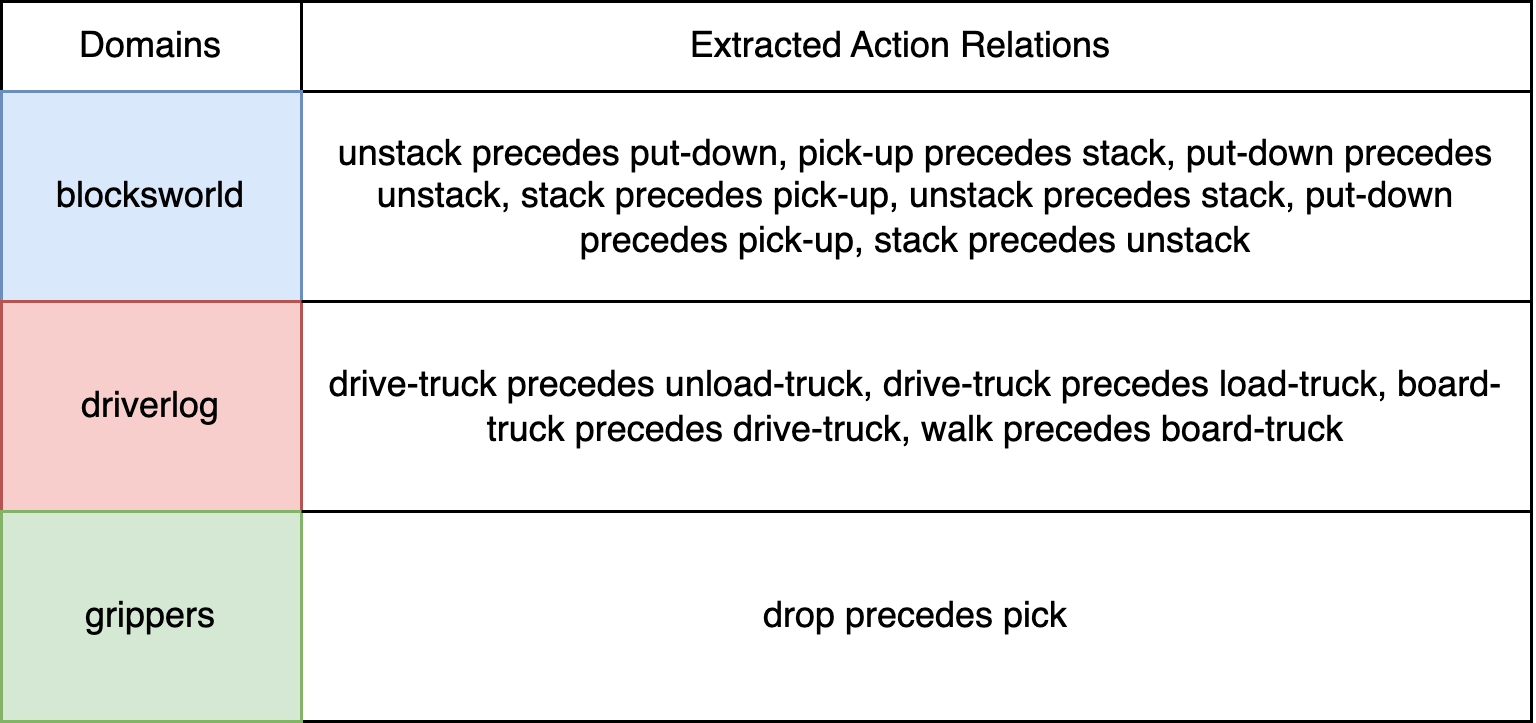 Domains
Extracted Action Relations
blocksworld
unstack precedes put-down, pick-up precedes stack, put-down precedes
unstack, stack precedes pick-up, unstack precedes stack, put-down
precedes pick-up, stack precedes unstack
driverlog
drive-truck precedes unload-truck, drive-truck precedes load-truck, board-
truck precedes drive-truck, walk precedes board-truck
grippers
drop precedes pick